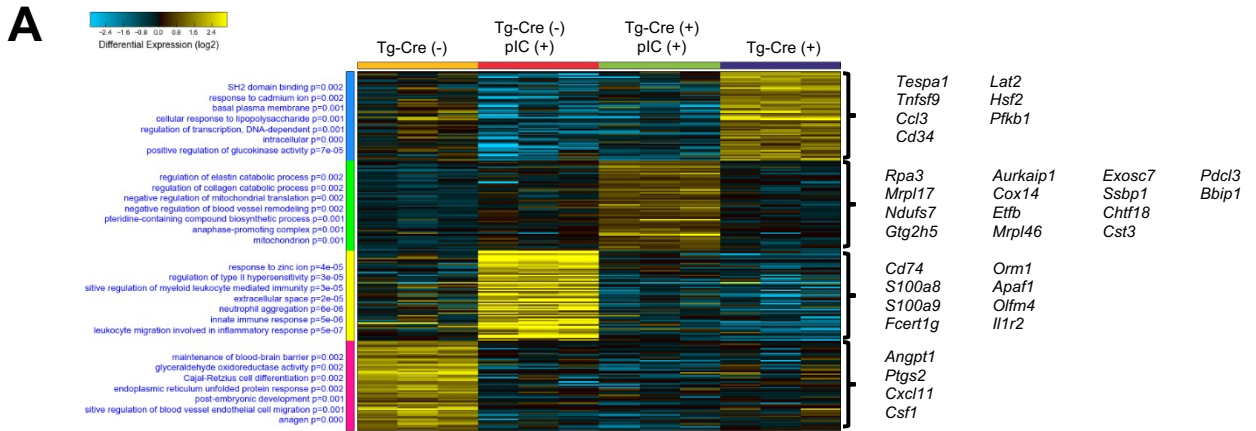 A
−2.4 −1.6 −0.8 0.0 0.8 1.6 2.4
Differential Expression (log2)
Tg-Cre (-)
Tg-Cre (-)
pIC (+)
Tg-Cre (+)
pIC (+)
Tg-Cre (+)
SH2 domain binding p=0.002
response to cadmium ion p=0.002
basal plasma membrane p=0.001
cellular response to lipopolysaccharide p=0.001
regulation of transcription, DNA-dependent p=0.001
intracellular p=0.000
positive regulation of glucokinase activity p=7e-05
regulation of elastin catabolic process p=0.002
regulation of collagen catabolic process p=0.002
negative regulation of mitochondrial translation p=0.002
negative regulation of blood vessel remodeling p=0.002
pteridine-containing compound biosynthetic process p=0.001
anaphase-promoting complex p=0.001
mitochondrion p=0.001
response to zinc ion p=4e-05
regulation of type II hypersensitivity p=3e-05
sitive regulation of myeloid leukocyte mediated immunity p=3e-05
extracellular space p=2e-05
neutrophil aggregation p=6e-06
innate immune response p=5e-06
leukocyte migration involved in inflammatory response p=5e-07
maintenance of blood-brain barrier p=0.002
glyceraldehyde oxidoreductase activity p=0.002
Cajal-Retzius cell differentiation p=0.002
endoplasmic reticulum unfolded protein response p=0.002
post-embryonic development p=0.001
sitive regulation of blood vessel endothelial cell migration p=0.001
anagen p=0.000
Tespa1 Lat2
Tnfsf9 Hsf2
Ccl3 Pfkb1
Cd34
Rpa3 Aurkaip1 Exosc7 Pdcl3
Mrpl17 Cox14 Ssbp1 Bbip1
Ndufs7 Etfb Chtf18
Gtg2h5 Mrpl46 Cst3
Cd74 Orm1
S100a8 Apaf1
S100a9 Olfm4
Fcert1g Il1r2
Angpt1
Ptgs2
Cxcl11
Csf1